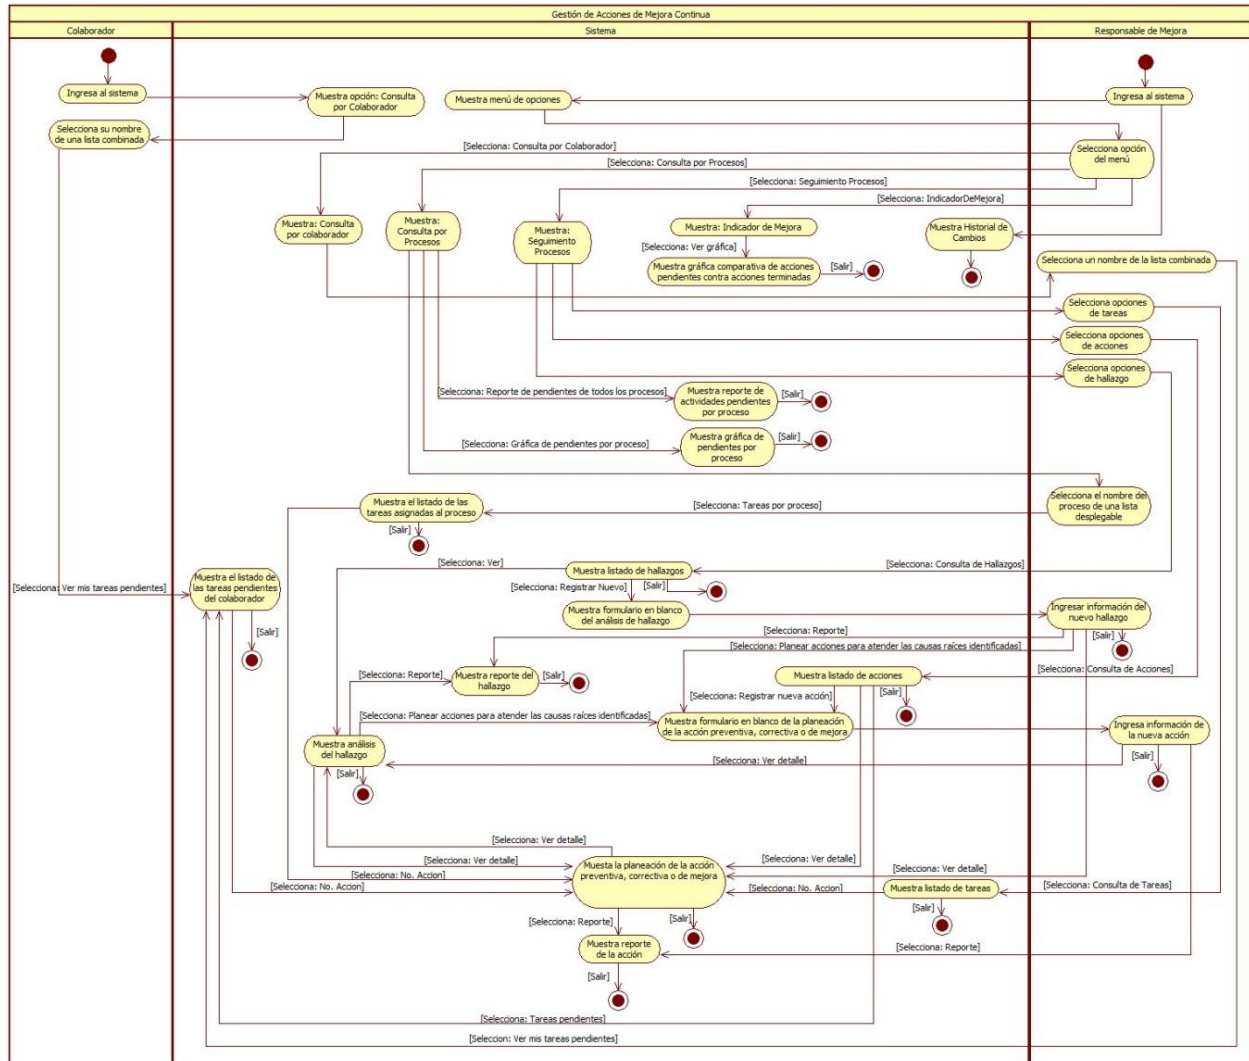 Gestión de Acciones de Mejora Continua
Colaborador
Sistema
Responsable de Mejora
Ingresa al sistema
Muestra opción: Consulta
por Colaborador
Muestra menú de opciones
Ingresa al sistema
Selecciona su nombre
de una lista combinada
[Selecciona: Consulta por Colaborador]
Selecciona opción
del menú
[Selecciona: Consulta por Procesos]
[Selecciona: Seguimiento Procesos]
[Selecciona: IndicadorDeMejora]
Muestra: Consulta
por colaborador
Muestra:
Consulta por
Procesos
Muestra:
Seguimiento
Procesos
Muestra: Indicador de Mejora
Muestra Historial de
Cambios
[Selecciona: Ver gráfica]
Muestra gráfica comparativa de acciones
pendientes contra acciones terminadas
[Salir]
Selecciona un nombre de la lista combinada
Selecciona opciones
de tareas
Selecciona opciones
de acciones
Selecciona opciones
de hallazgo
[Selecciona: Reporte de pendientes de todos los procesos]
Muestra reporte de
actividades pendientes
por proceso
[Salir]
[Selecciona: Gráfica de pendientes por proceso]
Muestra gráfica de
pendientes por
proceso
[Salir]
Muestra el listado de las
tareas asignadas al proceso
[Selecciona: Tareas por proceso]
Selecciona el nombre del
proceso de una lista
desplegable
[Salir]
[Selecciona: Ver]
Muestra listado de hallazgos
[Selecciona: Consulta de Hallazgos]
[Selecciona: Ver mis tareas pendientes]
Muestra el listado de
las tareas pendientes
del colaborador
[Selecciona: Registrar Nuevo]
[Salir]
Muestra formulario en blanco
del análisis de hallazgo
Ingresar información del
nuevo hallazgo
[Salir]
[Selecciona: Reporte]
[Salir]
[Selecciona: Planear acciones para atender las causas raíces identificadas]
[Selecciona: Reporte]
Muestra reporte del
hallazgo
[Salir]
Muestra listado de acciones
[Selecciona: Consulta de Acciones]
[Selecciona: Registrar nueva acción]
[Salir]
[Selecciona: Planear acciones para atender las causas raíces identificadas]
Muestra formulario en blanco de la planeación
de la acción preventiva, correctiva o de mejora
Ingresa información de
la nueva acción
Muestra análisis
del hallazgo
[Selecciona: Ver detalle]
[Salir]
[Salir]
[Selecciona: Ver detalle]
[Selecciona: Ver detalle]
Muesta la planeación de la acción
preventiva, correctiva o de mejora
[Selecciona: Ver detalle]
[Selecciona: Ver detalle]
[Selecciona: No. Accion]
[Selecciona: No. Accion]
[Selecciona: No. Accion]
Muestra listado de tareas
[Selecciona: Consulta de Tareas]
[Selecciona: Reporte]
[Salir]
[Salir]
Muestra reporte
de la acción
[Selecciona: Reporte]
[Salir]
[Selecciona: Tareas pendientes]
[Seleccion: Ver mis tareas pendientes]